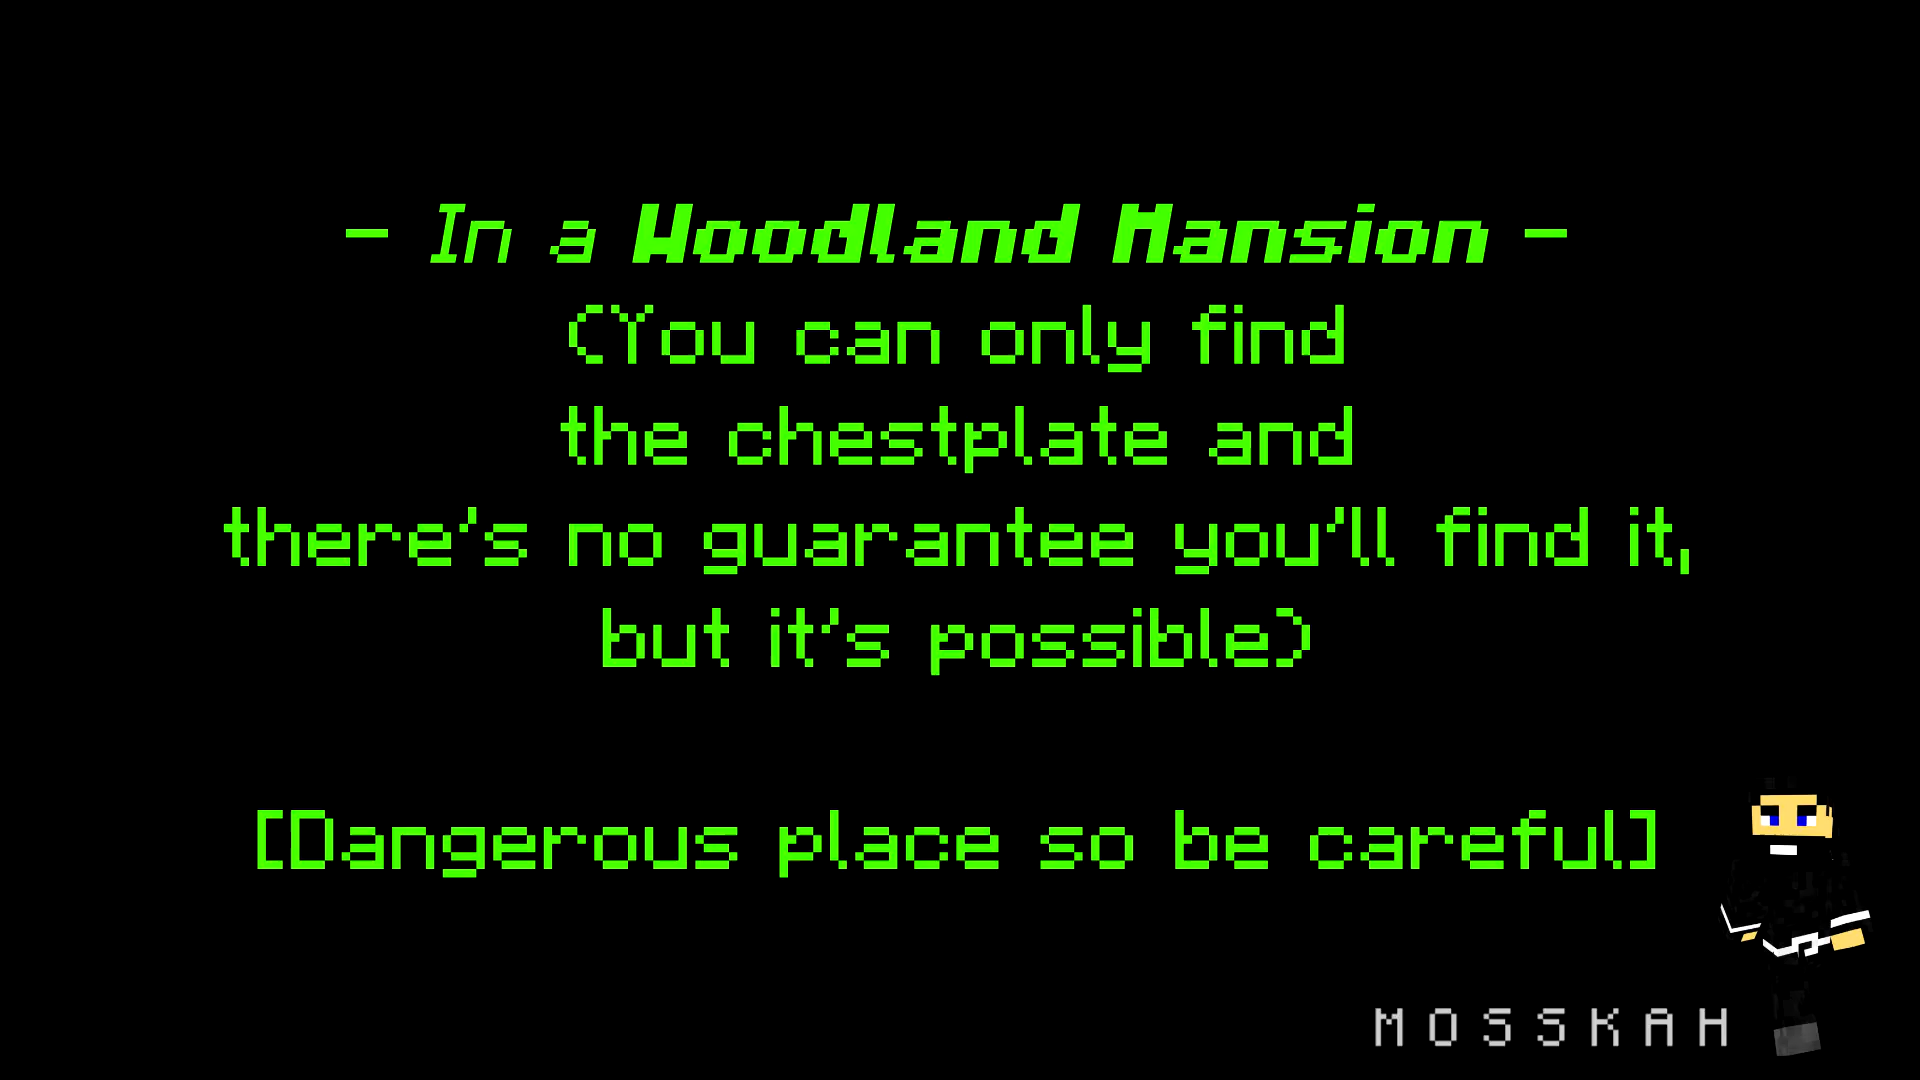 - In a Woodland Mansion -
(You can only find
the chestplate and
there's no guarantee you'll find it,
but it's possible)
[Dangerous place so be careful]
MOSSKAH